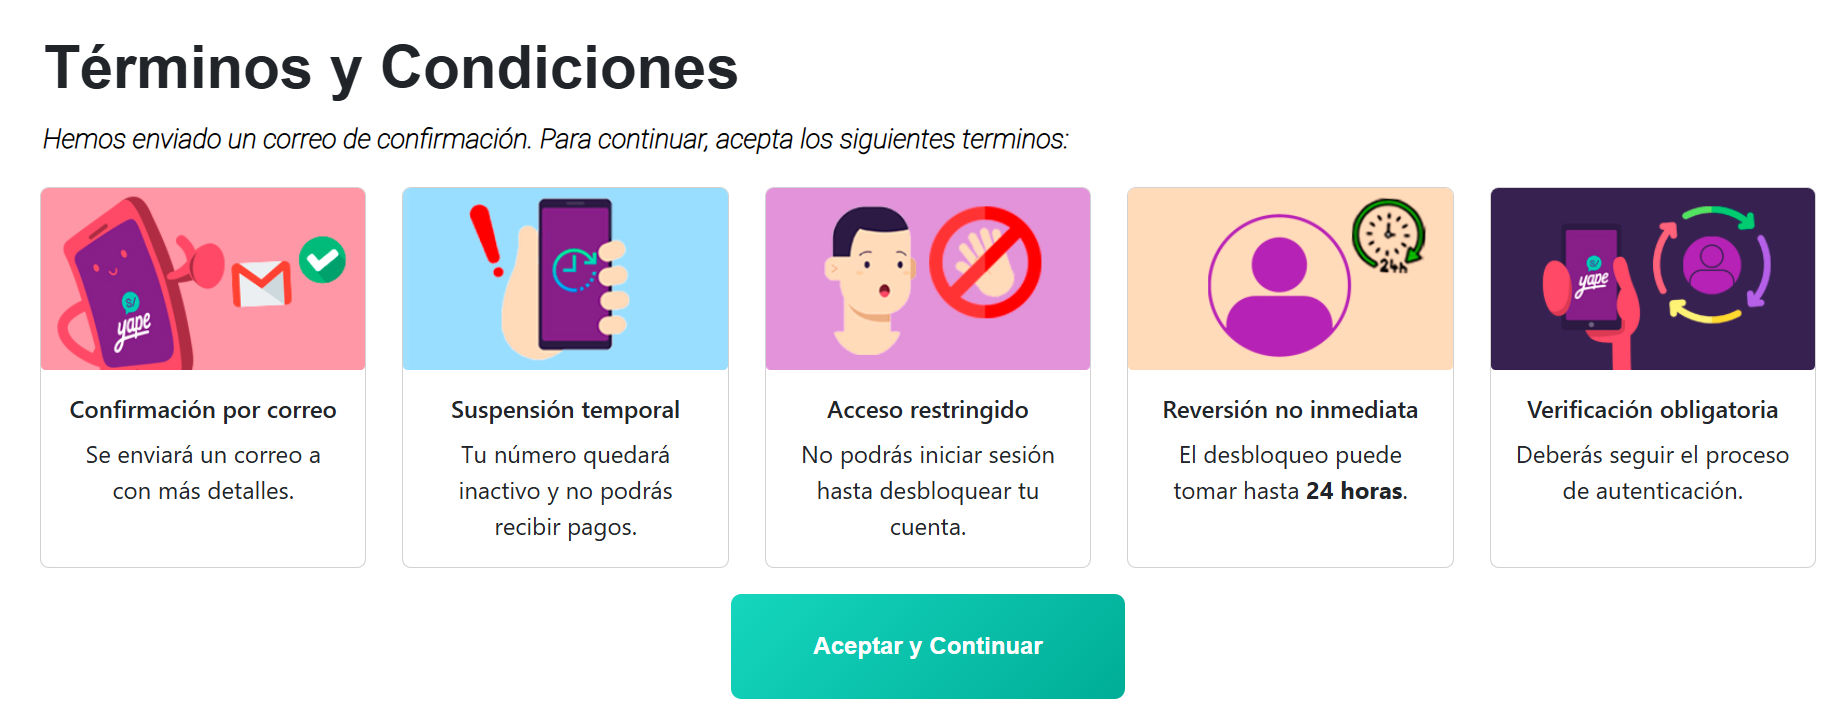 Términos y Condiciones
Hemos enviado un correo de confirmación. Para continuar, acepta los siguientes terminos:
S/
yape
24h
S/
yape
Confirmación por correo
Se enviará un correo a
con más detalles.
Suspensión temporal
Tu número quedará
inactivo y no podrás
recibir pagos.
Acceso restringido
No podrás iniciar sesión
hasta desbloquear tu
cuenta.
Reversión no inmediata
El desbloqueo puede
tomar hasta 24 horas.
Verificación obligatoria
Deberás seguir el proceso
de autenticación.
Aceptar y Continuar